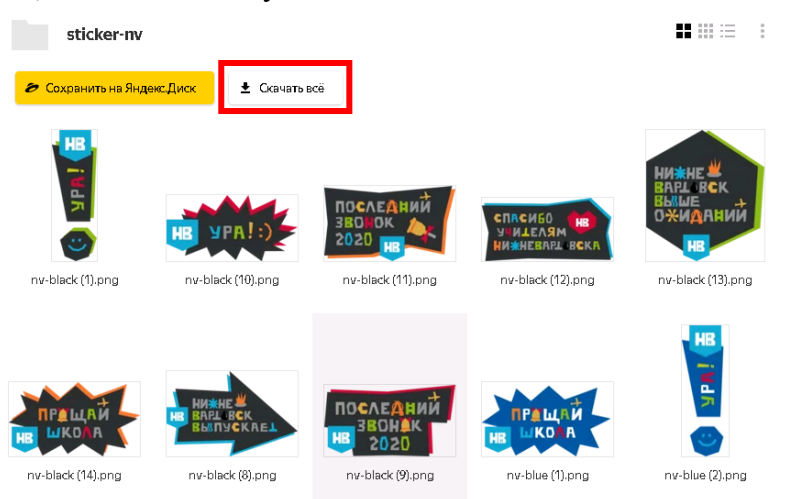 sticker-nv
Сохранить на Яндекс.Диск
Скачать всё
НВ
УРА!
nv-black (1).png
НВ
УРА!:)
nv-black (10).png
ПОСЛЕДНИЙ
ЗВОНОК
2020
НВ
nv-black (11).png
СПАСИБО
УЧИТЕЛЯМ
НИЖНЕВАРТОВСКА
НВ
nv-black (12).png
НИЖНЕ
ВАРТОВСК
ВЫШЕ
ОЖИДАНИЙ
НВ
nv-black (13).png
ПРОЩАЙ
ШКОЛА
НВ
nv-black (14).png
НИЖНЕ
ВАРТОВСК
ВЫПУСКАЕТ
НВ
nv-black (8).png
ПОСЛЕДНИЙ
ЗВОНОК
2020
НВ
nv-black (9).png
ПРОЩАЙ
ШКОЛА
НВ
nv-blue (1).png
НВ
УРА!
nv-blue (2).png